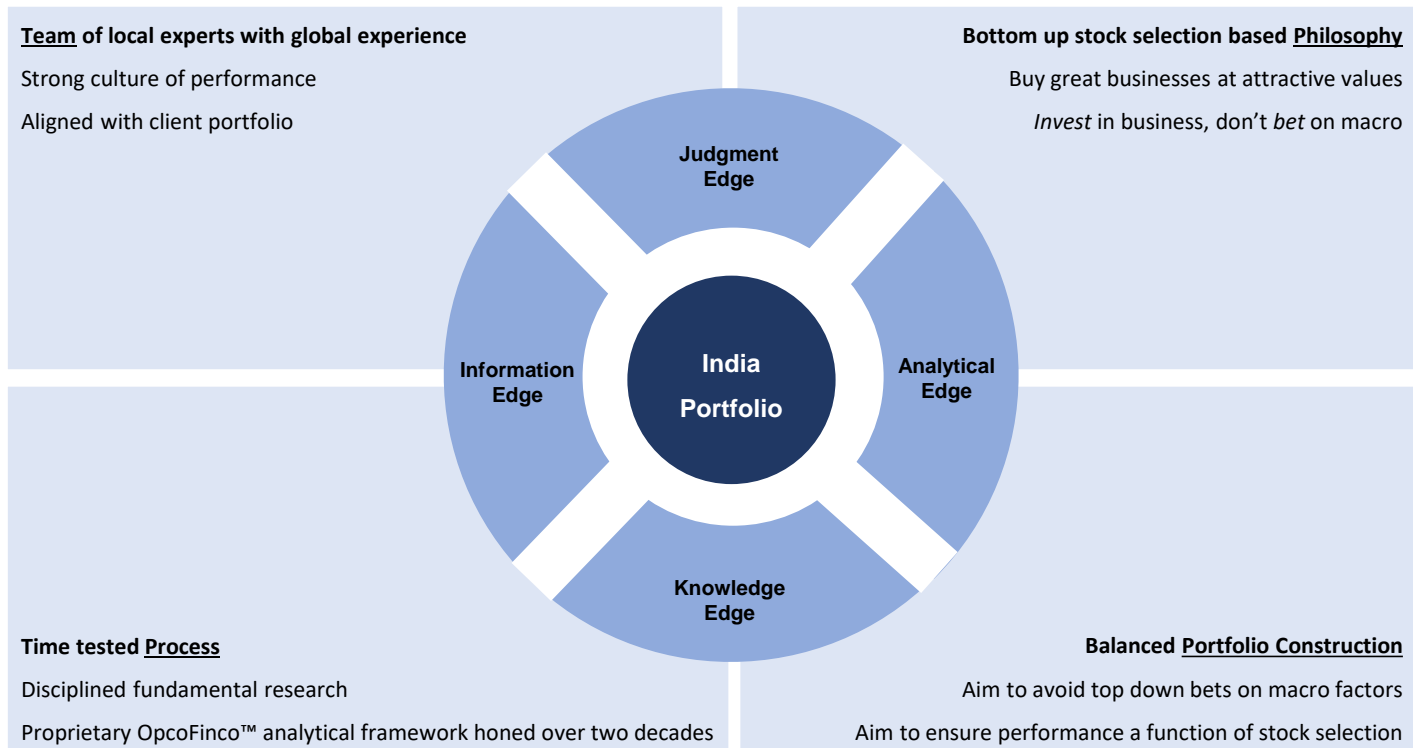 Team of local experts with global experience
Strong culture of performance
Aligned with client portfolio
Bottom up stock selection based Philosophy
Buy great businesses at attractive values
Invest in business, don’t bet on macro
Judgment
Edge
Information
Edge
India
Portfolio
Analytical
Edge
Knowledge
Edge
Time tested Process
Disciplined fundamental research
Proprietary OpcoFinco™ analytical framework honed over two decades
Balanced Portfolio Construction
Aim to avoid top down bets on macro factors
Aim to ensure performance a function of stock selection